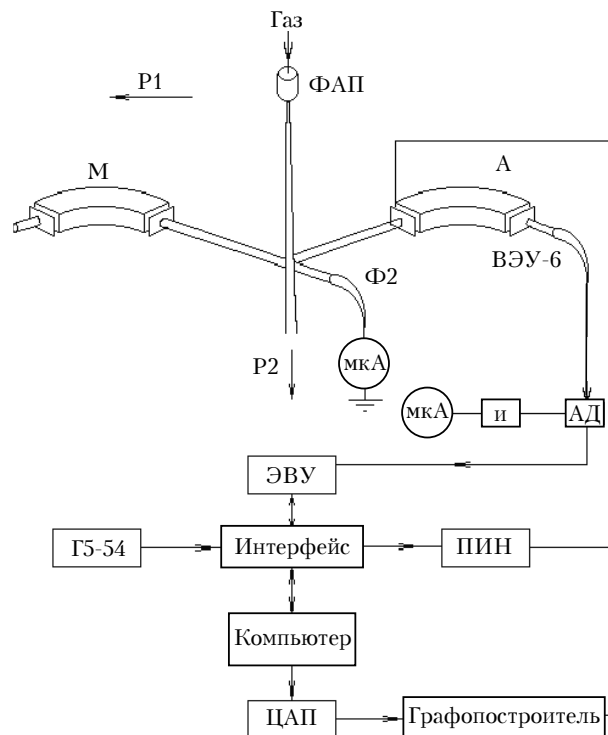 Газ
ФАП
Р1
М
А
ВЭУ-6
Ф2
Р2
мкА
мкА
и
АД
ЭВУ
Г5-54
Интерфейс
ПИН
Компьютер
ЦАП
Графопостроитель